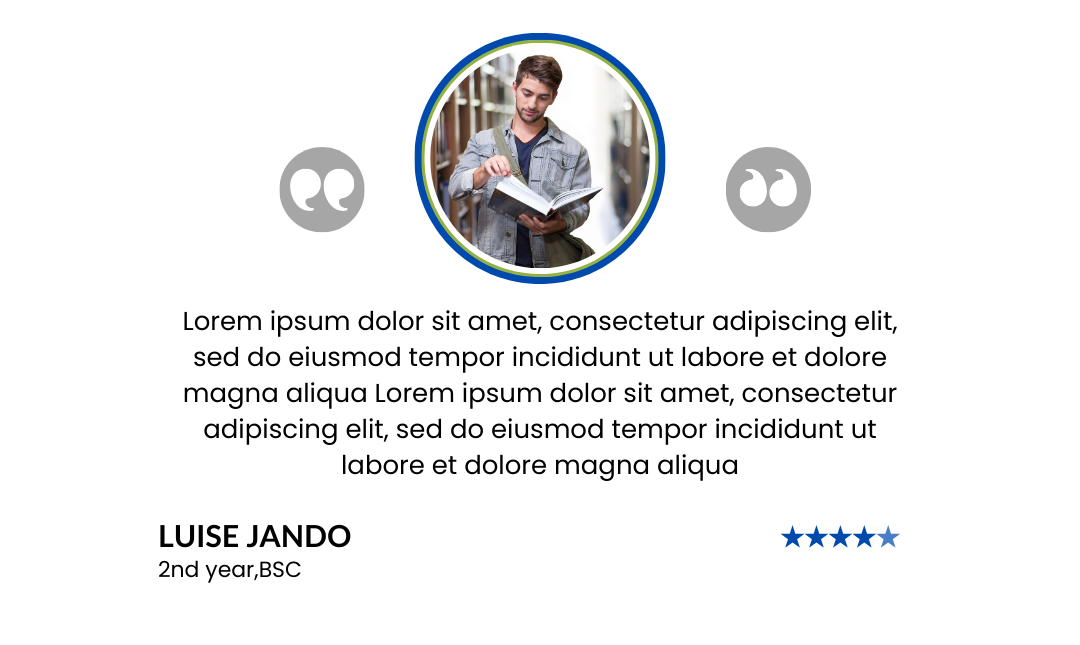 Lorem ipsum dolor sit amet, consectetur adipiscing elit,
sed do eiusmod tempor incididunt ut labore et dolore
magna aliqua Lorem ipsum dolor sit amet, consectetur
adipiscing elit, sed do eiusmod tempor incididunt ut
labore et dolore magna aliqua
LUISE JANDO
2nd year,BSC